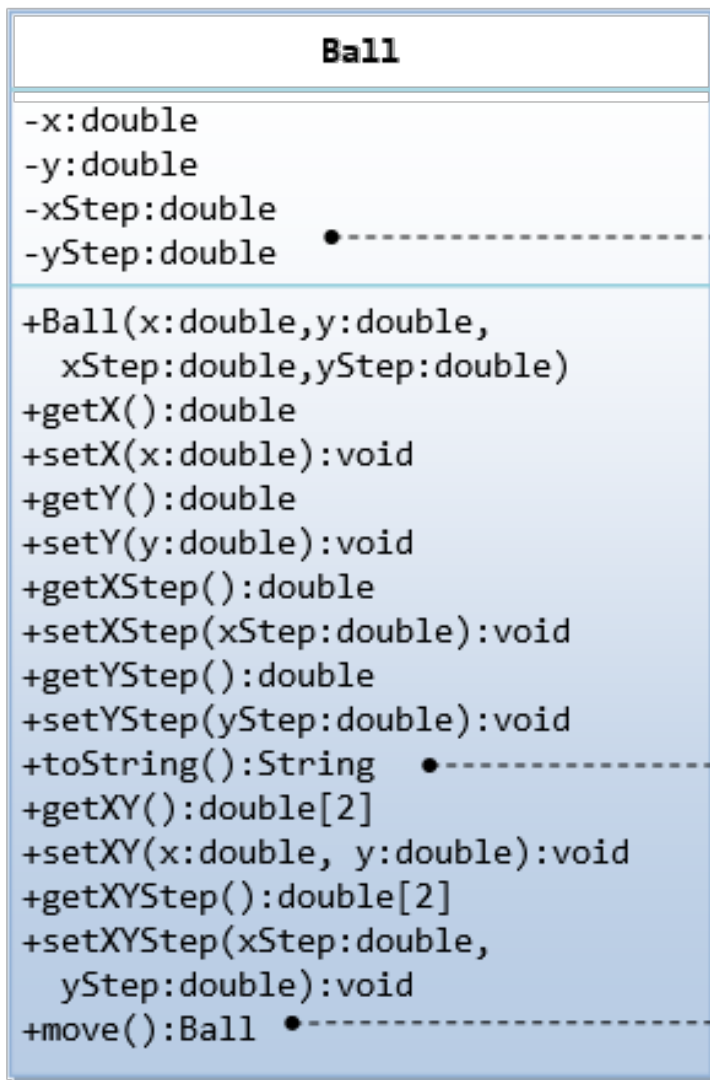 Ball
-x:double
-y:double
-xStep:double
-yStep:double
+Ball(x:double,y:double,
xStep:double,yStep:double)
+getX():double
+setX(x:double):void
+getY():double
+setY(y:double):void
+getXStep():double
+setXStep(xStep:double):void
+getYStep():double
+setYStep(yStep:double):void
+toString():String
+getXY():double[2]
+setXY(x:double, y:double):void
+getXYStep():double[2]
+setXYStep(xStep:double,
yStep:double):void
+move():Ball